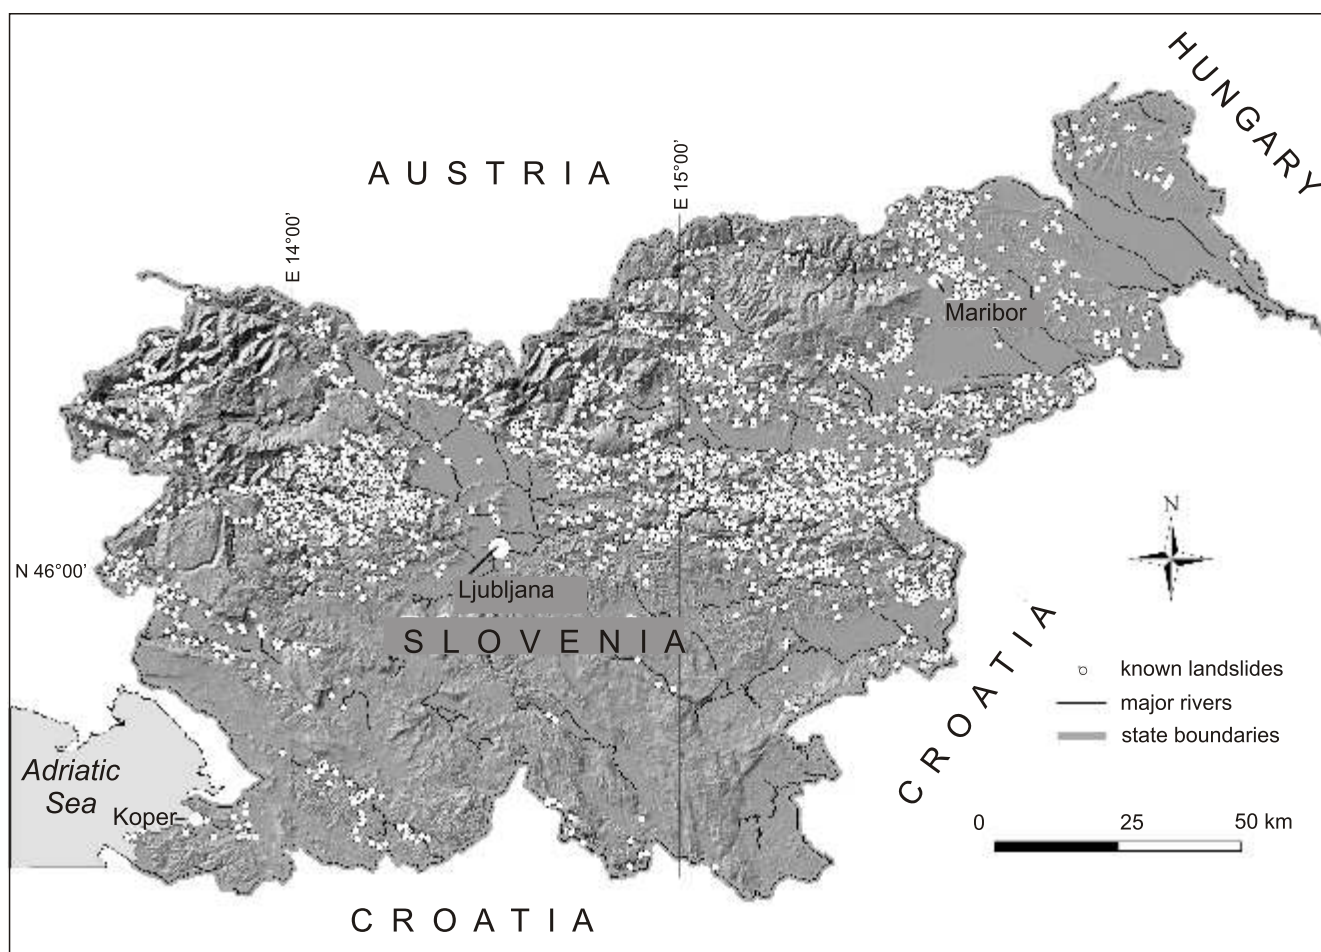 HUNGARY
AUSTRIA
E 15°00'
E 14°00'
Maribor
N 46°00'
Ljubljana
SLOVENIA
N
CROATIA
known landslides
major rivers
state boundaries
Adriatic
Sea
Koper
0 25 50 km
CROATIA